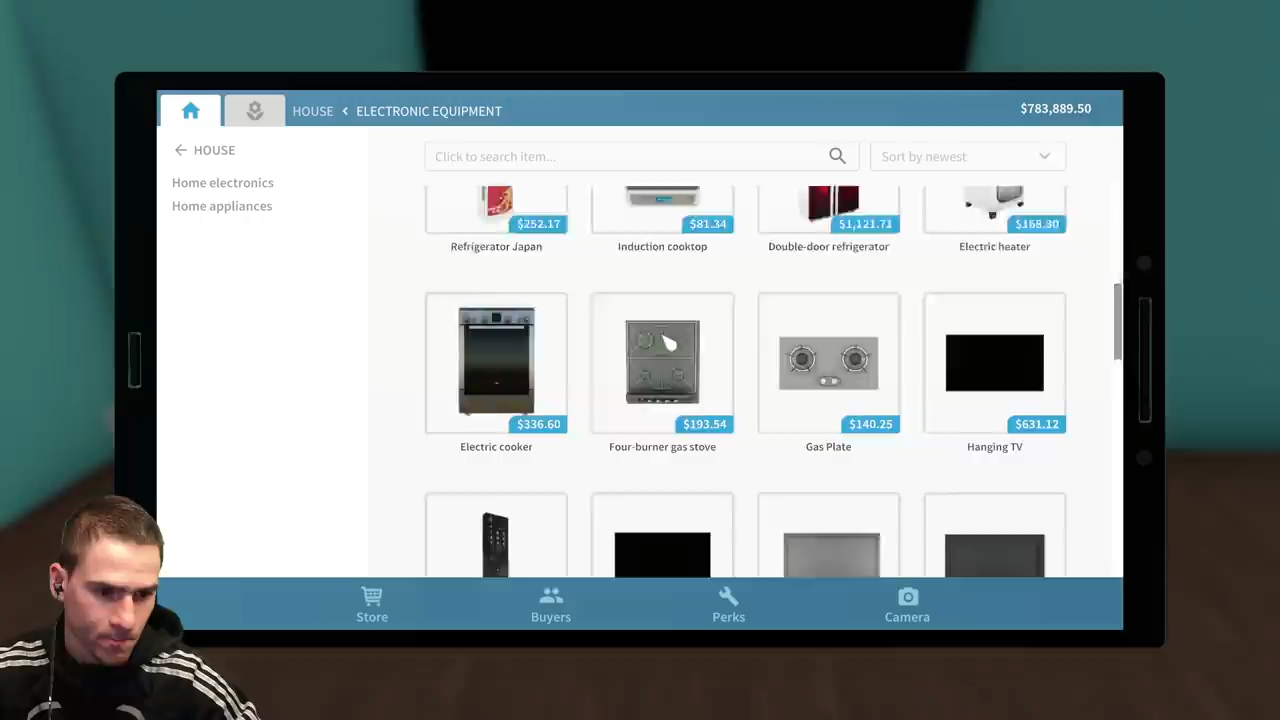 HOUSE < ELECTRONIC EQUIPMENT
$783,889.50
← HOUSE
Home electronics
Home appliances
Click to search item...
Sort by newest
$252.17
$81.34
$1,121.71
$168.30
Refrigerator Japan
Induction cooktop
Double-door refrigerator
Electric heater
$336.60
$193.54
$140.25
$631.12
Electric cooker
Four-burner gas stove
Gas Plate
Hanging TV
Store
Buyers
Perks
Camera